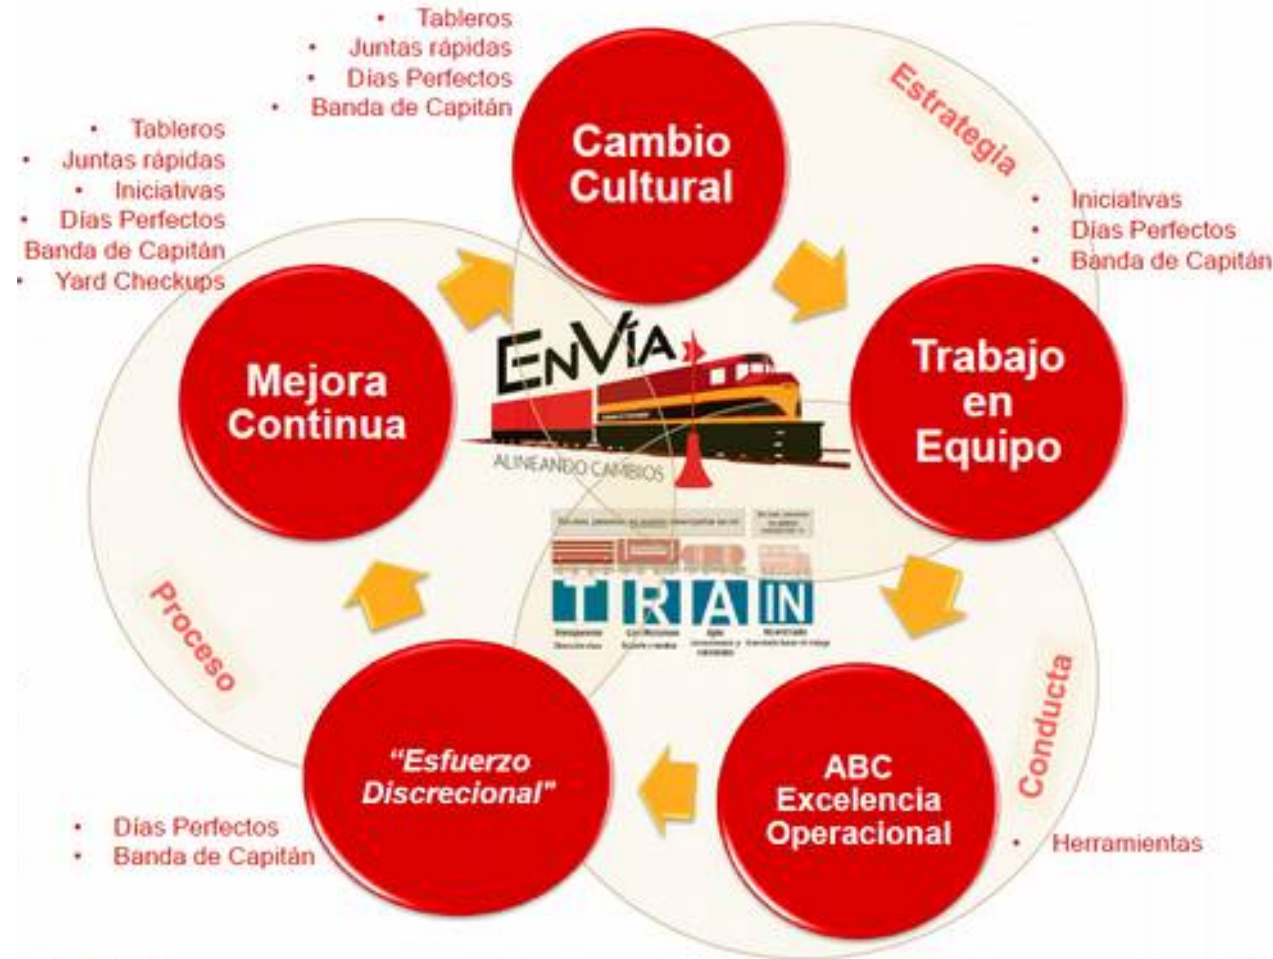 • Tableros
• Juntas rápidas
• Días Perfectos
• Banda de Capitán
Cambio
Cultural
Estrategia
• Iniciativas
• Días Perfectos
• Banda de Capitán
Trabajo
en
Equipo
Conducta
ABC
Excelencia
Operacional
• Herramientas
“Esfuerzo
Discrecional"
• Días Perfectos
• Banda de Capitán
Proceso
• Tableros
• Juntas rápidas
• Iniciativas
• Días Perfectos
Banda de Capitán
• Yard Checkups
Mejora
Continua
ENVÍA
ALINEANDO CAMBIOS
T R A IN